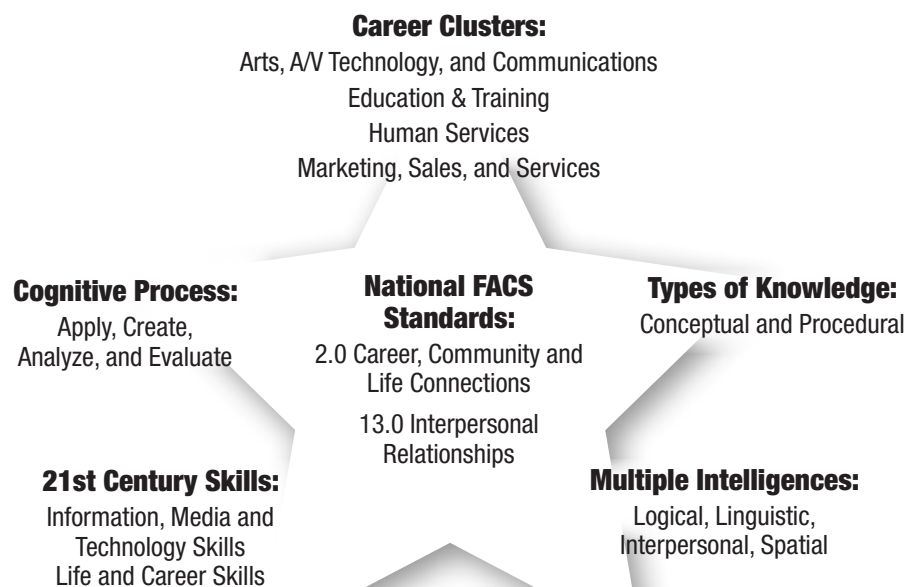 Career Clusters:
Arts, A/V Technology, and Communications
Education & Training
Human Services
Marketing, Sales, and Services
Cognitive Process:
Apply, Create,
Analyze, and Evaluate
National FACS
Standards:
2.0 Career, Community and
Life Connections
13.0 Interpersonal
Relationships
Types of Knowledge:
Conceptual and Procedural
21st Century Skills:
Information, Media and
Technology Skills
Life and Career Skills
Multiple Intelligences:
Logical, Linguistic,
Interpersonal, Spatial